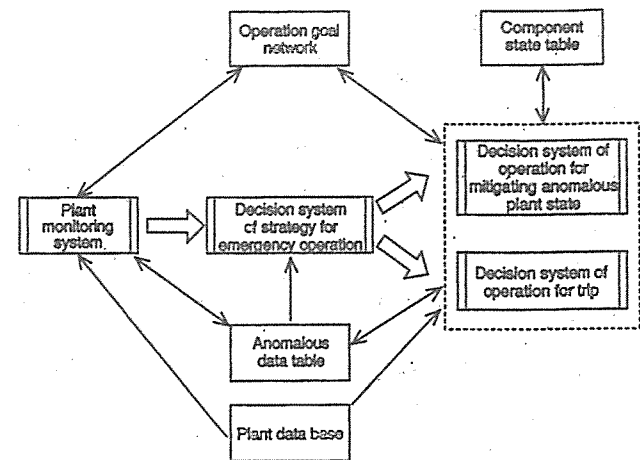 Operation goal
network
Component
state table
Plant
monitoring
system
Decision system
of strategy for
emergency operation
Decision system of
operation for
mitigating anomalous
plant state
Decision system of
operation for trip
Anomalous
data table
Plant data base